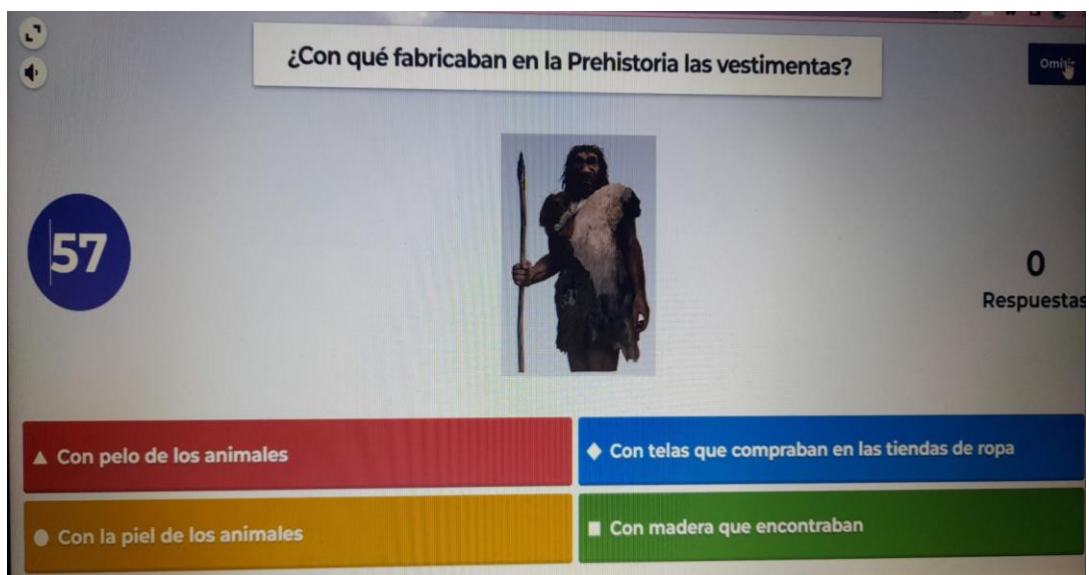 ¿Con qué fabricaban en la Prehistoria las vestimentas?
Omitir
57
0
Respuestas
Con pelo de los animales
Con telas que compraban en las tiendas de ropa
Con la piel de los animales
Con madera que encontraban